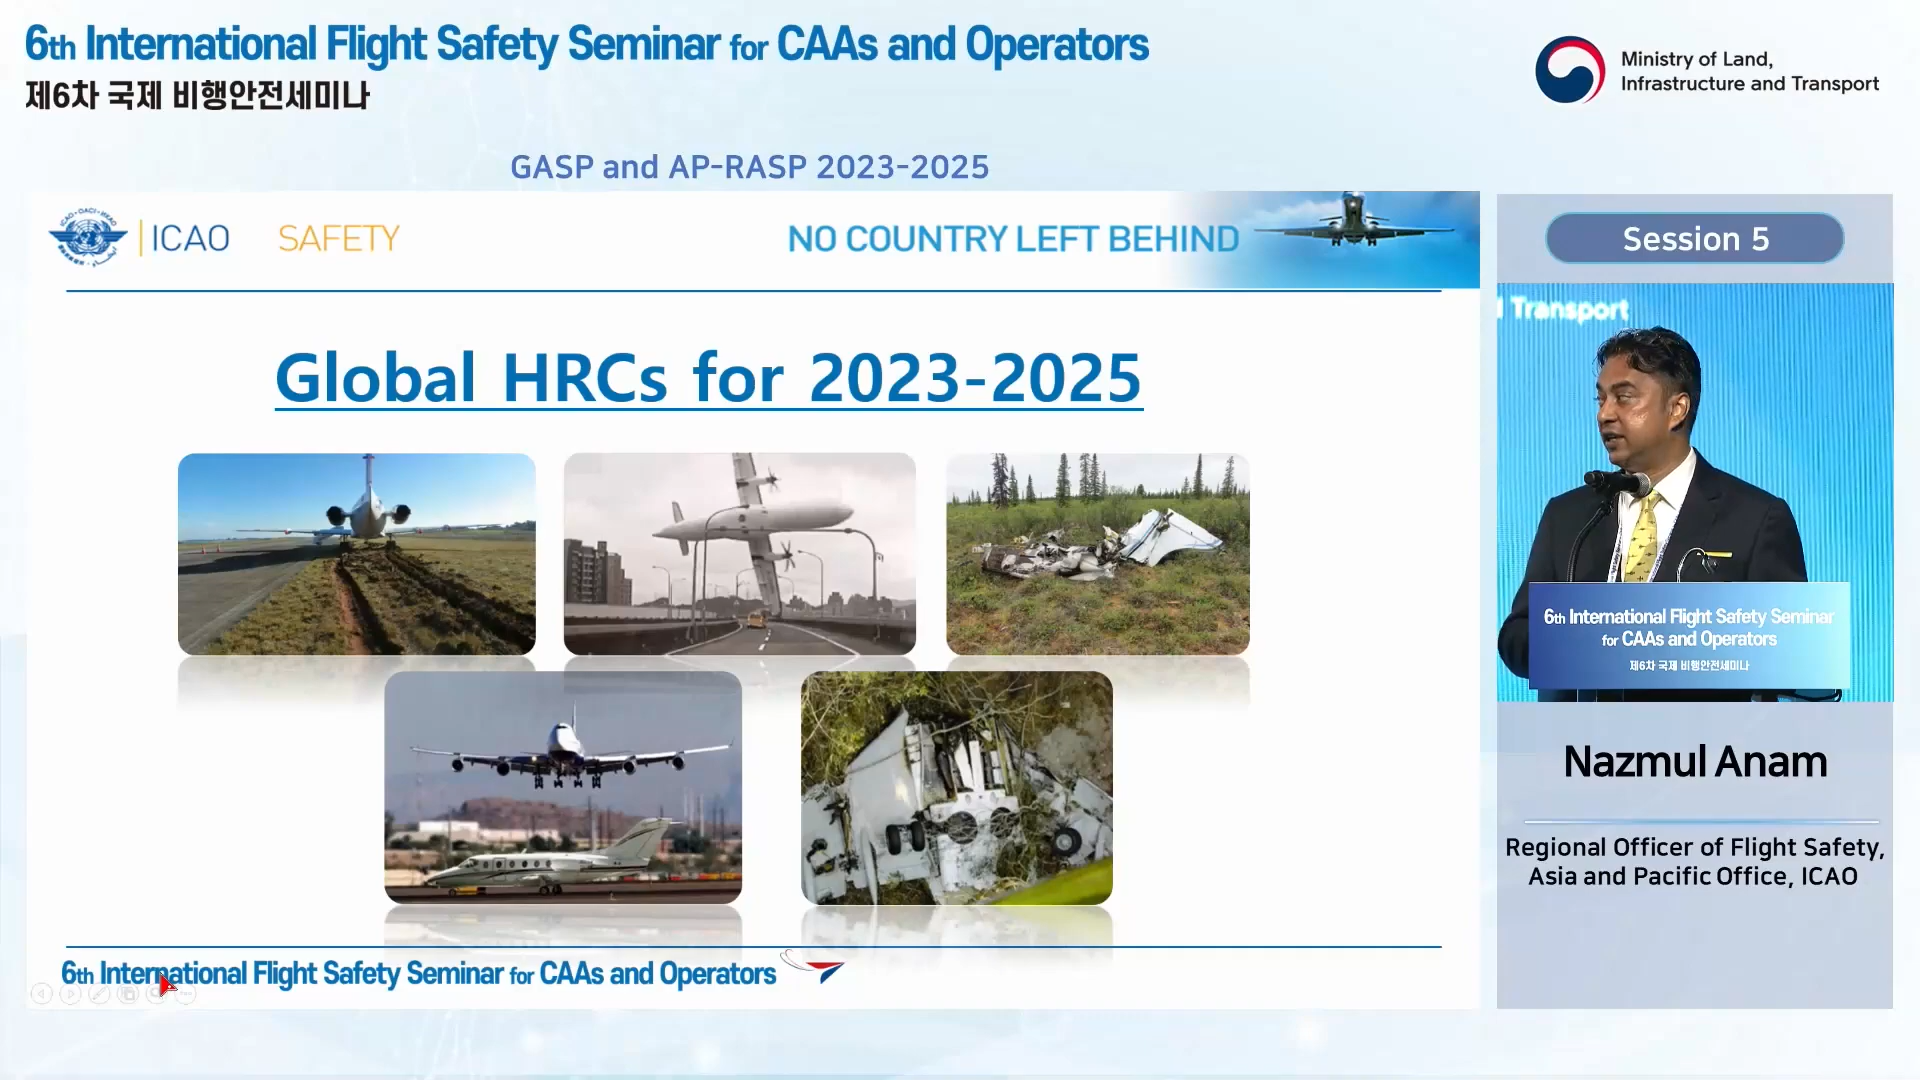 6th International Flight Safety Seminar for CAAs and Operators
제6차 국제 비행안전세미나
Ministry of Land,
Infrastructure and Transport
GASP and AP-RASP 2023-2025
ICAO SAFETY
NO COUNTRY LEFT BEHIND
Session 5
Global HRCs for 2023-2025
Transport
6th International Flight Safety Seminar
for CAAs and Operators
제6차 국제 비행안전세미나
Nazmul Anam
Regional Officer of Flight Safety,
Asia and Pacific Office, ICAO
6th International Flight Safety Seminar for CAAs and Operators